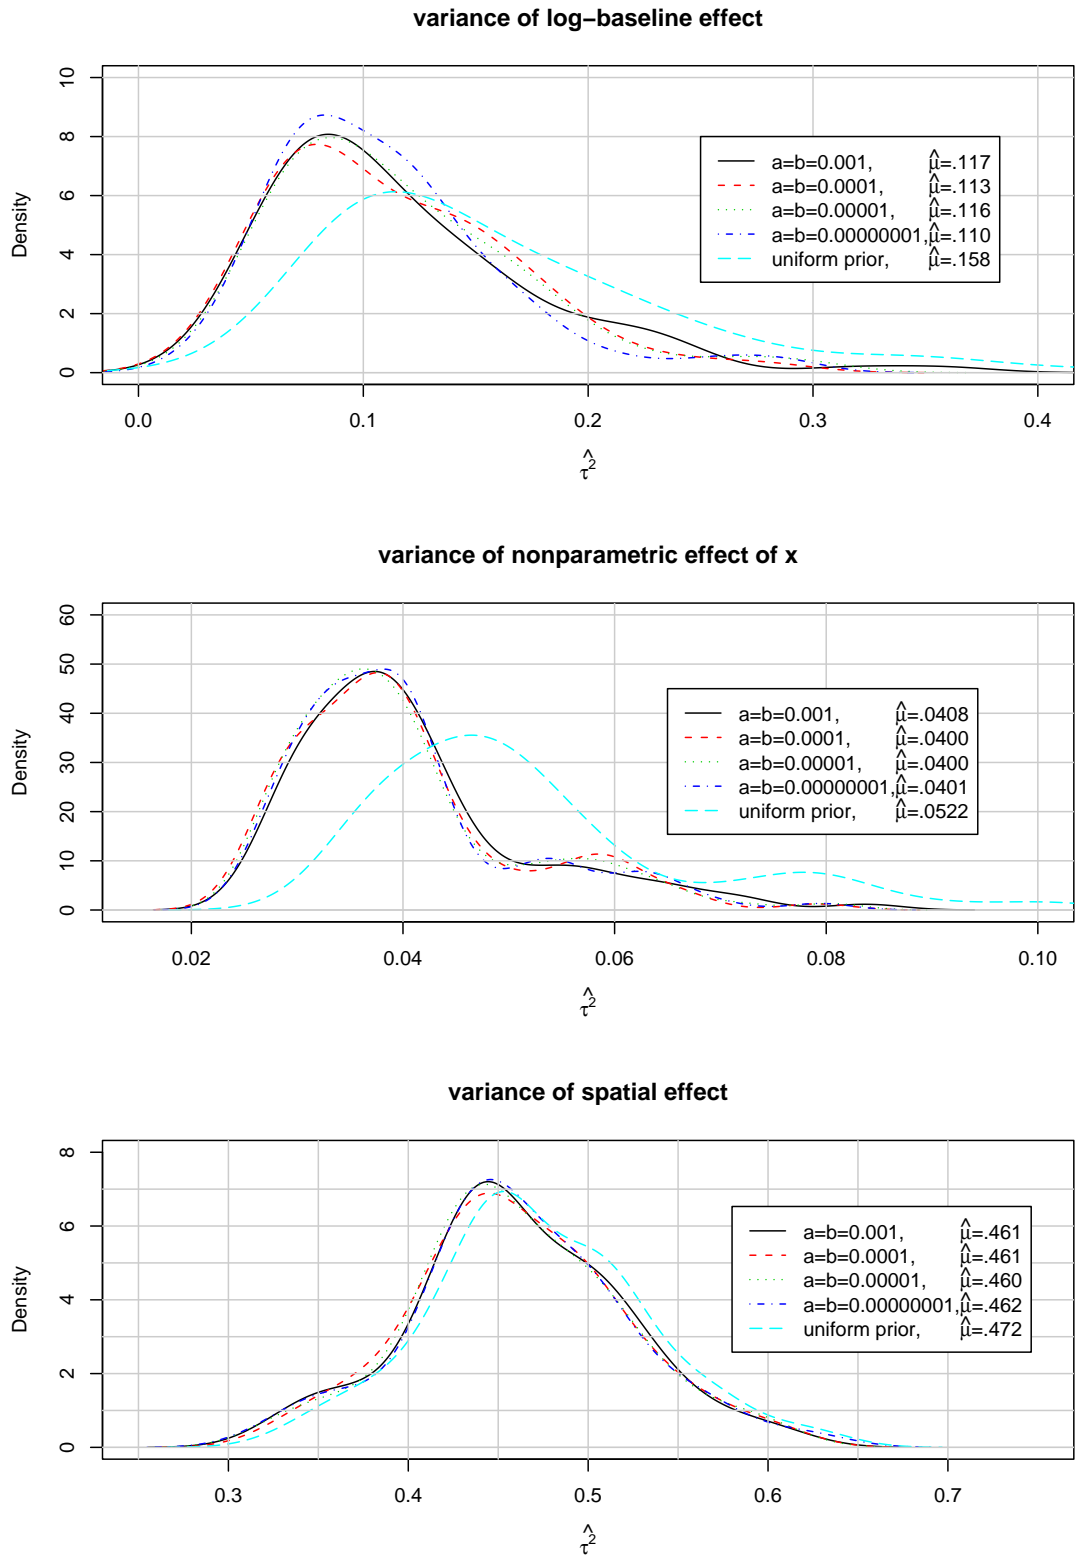 variance of log−baseline effect
10
8
6
4
2
0
Density
a=b=0.001, μ̂=.117
a=b=0.0001, μ̂=.113
a=b=0.00001, μ̂=.116
a=b=0.00000001, μ̂=.110
uniform prior, μ̂=.158
0.0 0.1 0.2 0.3 0.4
τ̂²
variance of nonparametric effect of x
60
50
40
30
20
10
0
Density
a=b=0.001, μ̂=.0408
a=b=0.0001, μ̂=.0400
a=b=0.00001, μ̂=.0400
a=b=0.00000001, μ̂=.0401
uniform prior, μ̂=.0522
0.02 0.04 0.06 0.08 0.10
τ̂²
variance of spatial effect
8
6
4
2
0
Density
a=b=0.001, μ̂=.461
a=b=0.0001, μ̂=.461
a=b=0.00001, μ̂=.460
a=b=0.00000001, μ̂=.462
uniform prior, μ̂=.472
0.3 0.4 0.5 0.6 0.7
τ̂²